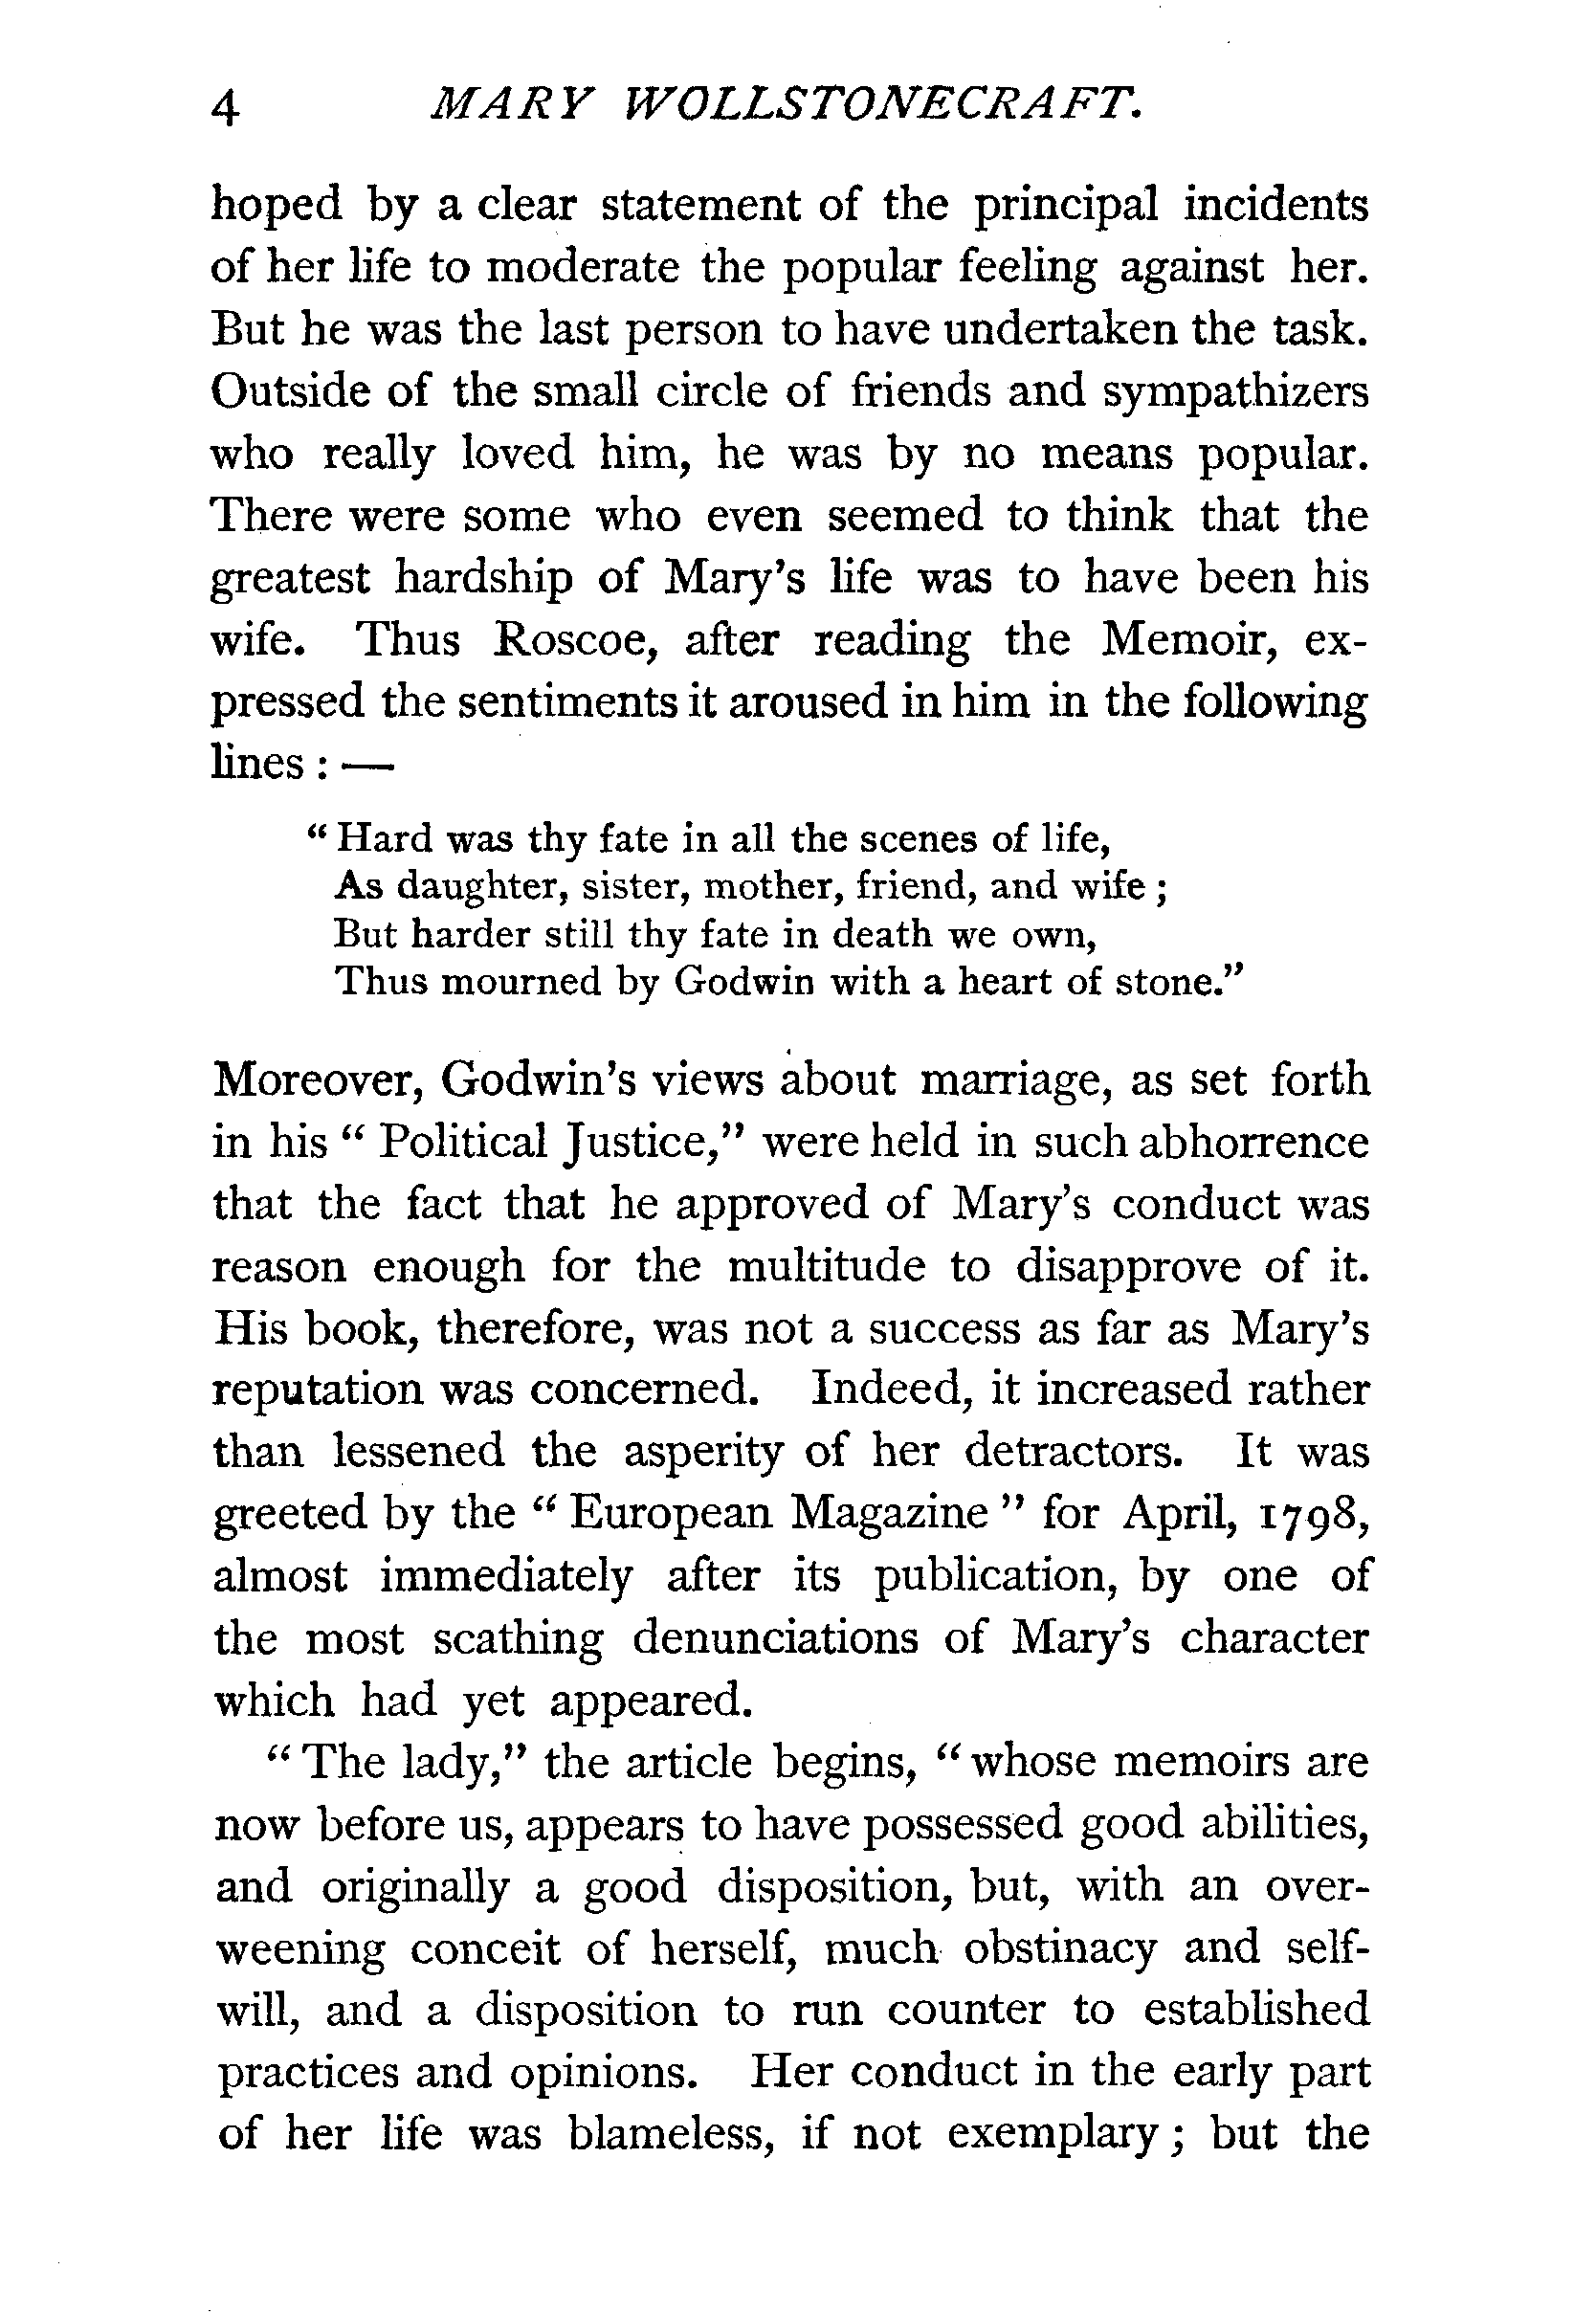 4 MARY WOLLSTONECRAFT.
hoped by a clear statement of the principal incidents
of her life to moderate the popular feeling against her.
But he was the last person to have undertaken the task.
Outside of the small circle of friends and sympathizers
who really loved him, he was by no means popular.
There were some who even seemed to think that the
greatest hardship of Mary's life was to have been his
wife. Thus Roscoe, after reading the Memoir, ex-
pressed the sentiments it aroused in him in the following
lines : —
“ Hard was thy fate in all the scenes of life,
As daughter, sister, mother, friend, and wife ;
But harder still thy fate in death we own,
Thus mourned by Godwin with a heart of stone.”
Moreover, Godwin's views about marriage, as set forth
in his “ Political Justice,” were held in such abhorrence
that the fact that he approved of Mary's conduct was
reason enough for the multitude to disapprove of it.
His book, therefore, was not a success as far as Mary's
reputation was concerned. Indeed, it increased rather
than lessened the asperity of her detractors. It was
greeted by the “ European Magazine ” for April, 1798,
almost immediately after its publication, by one of
the most scathing denunciations of Mary's character
which had yet appeared.
“ The lady,” the article begins, “ whose memoirs are
now before us, appears to have possessed good abilities,
and originally a good disposition, but, with an over-
weening conceit of herself, much obstinacy and self-
will, and a disposition to run counter to established
practices and opinions. Her conduct in the early part
of her life was blameless, if not exemplary ; but the